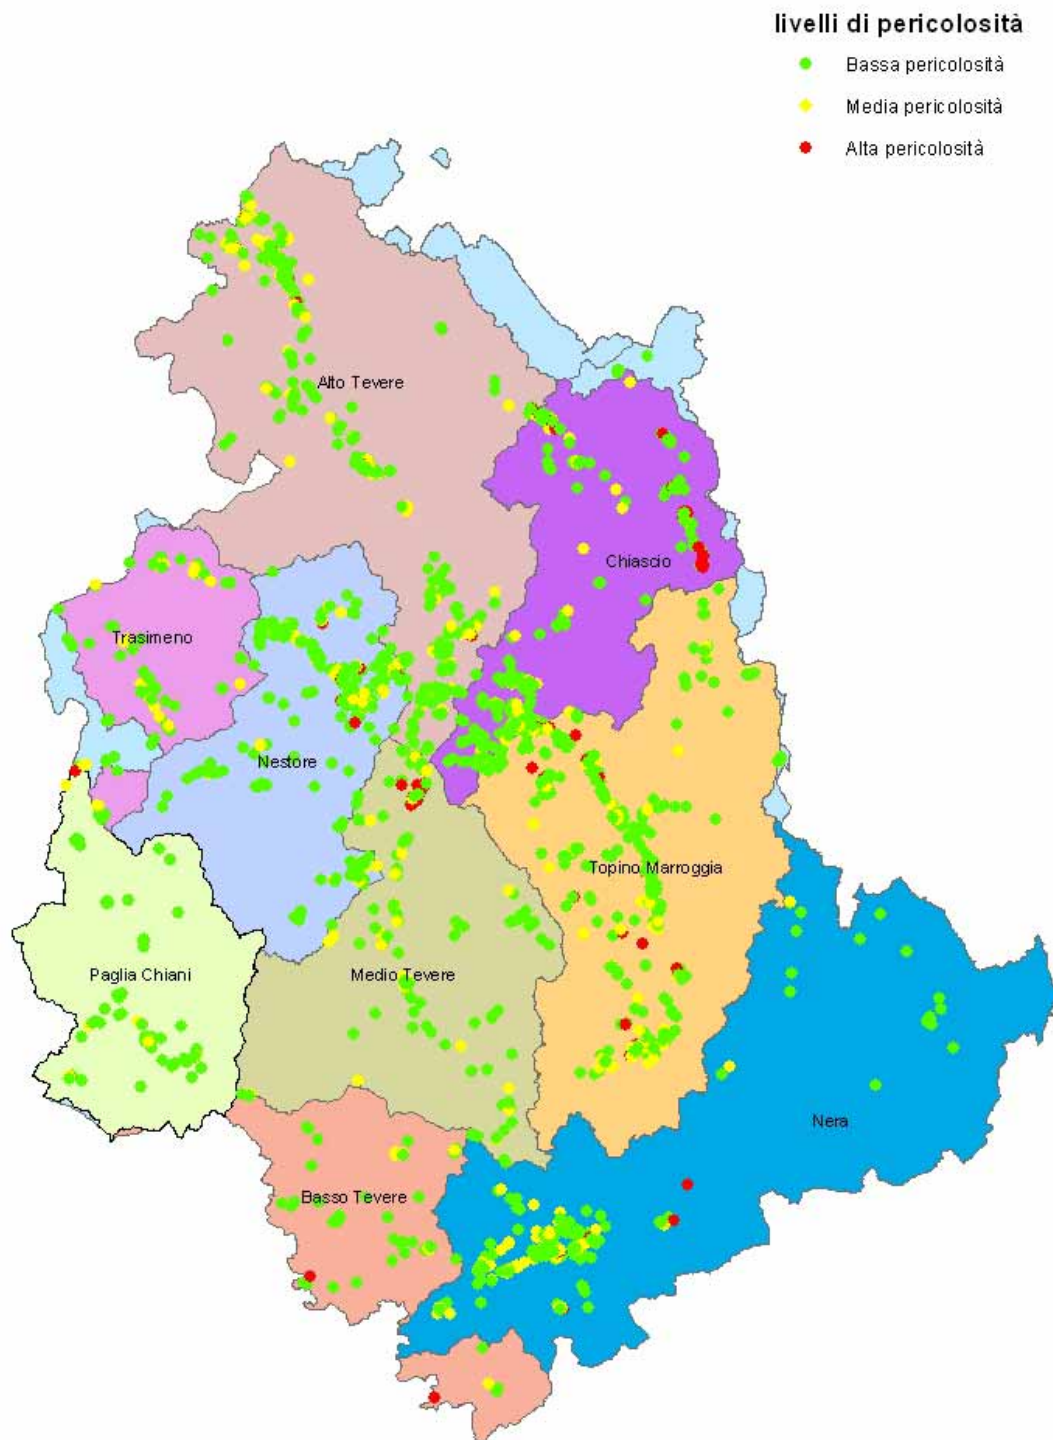 livelli di pericolosità
Bassa pericolosità
Media pericolosità
Alta pericolosità
Alto Tevere
Chiascio
Trasimeno
Nestore
Topino Marroggia
Paglia Chiani
Medio Tevere
Nera
Basso Tevere